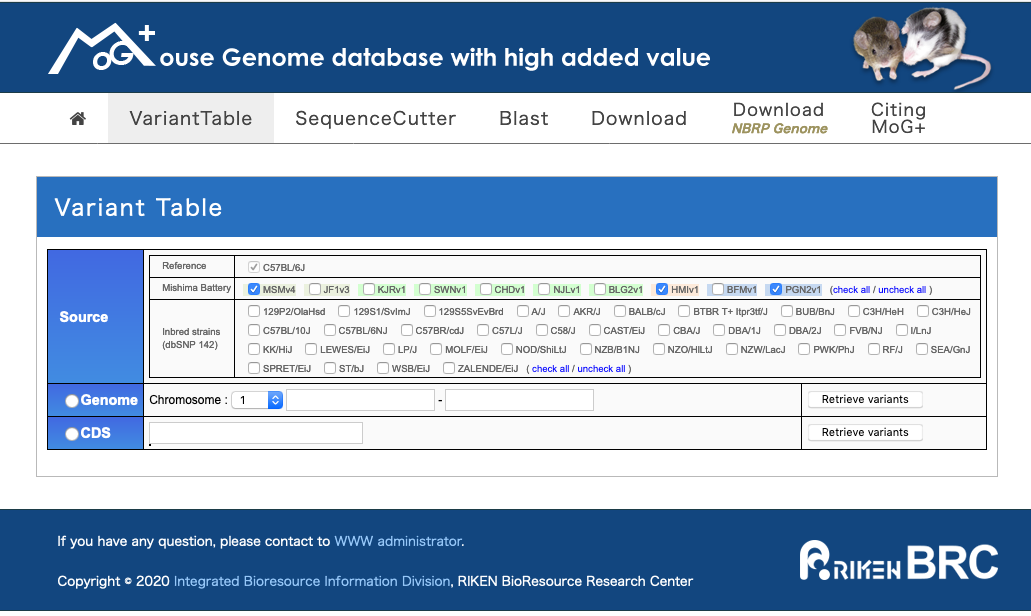 MoG+ ouse Genome database with high added value
VariantTable SequenceCutter Blast Download Download NBRP Genome Citing MoG+
Variant Table
Source
Reference C57BL/6J
Mishima Battery MSMv4 JF1v3 KJRv1 SWNv1 CHDv1 NJLv1 BLG2v1 HMIv1 BFMv1 PGN2v1 (check all / uncheck all )
Inbred strains (dbSNP 142)
129P2/OlaHsd 129S1/SvImJ 129S5SvEvBrd A/J AKR/J BALB/cJ BTBR T+ Itpr3tf/J BUB/BnJ C3H/HeH C3H/HeJ
C57BL/10J C57BL/6NJ C57BR/cdJ C57L/J C58/J CAST/EiJ CBA/J DBA/1J DBA/2J FVB/NJ I/LnJ
KK/HiJ LEWES/EiJ LP/J MOLF/EiJ NOD/ShiLtJ NZB/B1NJ NZO/HlLtJ NZW/LacJ PWK/PhJ RF/J SEA/GnJ
SPRET/EiJ ST/bJ WSB/EiJ ZALENDE/EiJ ( check all / uncheck all )
Genome Chromosome : 1 - Retrieve variants
CDS Retrieve variants
If you have any question, please contact to WWW administrator.
Copyright © 2020 Integrated Bioresource Information Division, RIKEN BioResource Research Center
RIKEN BRC